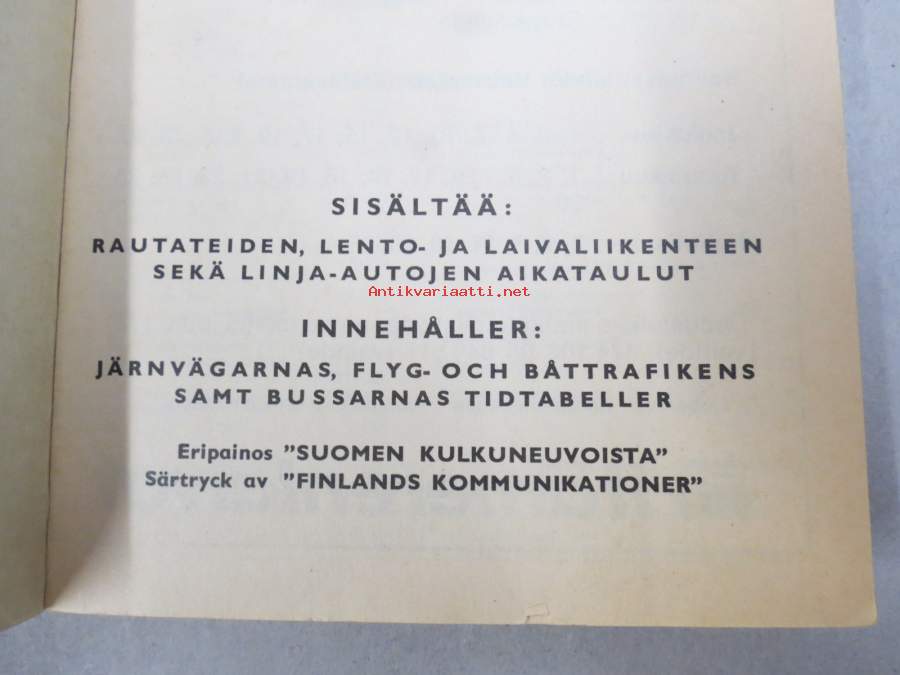 SISÄLTÄÄ:
RAUTATEIDEN, LENTO- JA LAIVALIIKENTEEN
SEKÄ LINJA-AUTOJEN AIKATAULUT
Antikvariaatti.net
INNEHÅLLER:
JÄRNVÄGARNAS, FLYG- OCH BÅTTRAFIKENS
SAMT BUSSARNAS TIDTABELLER
Eripainos ”SUOMEN KULKUNEUVOISTA”
Särtryck av ”FINLANDS KOMMUNIKATIONER”